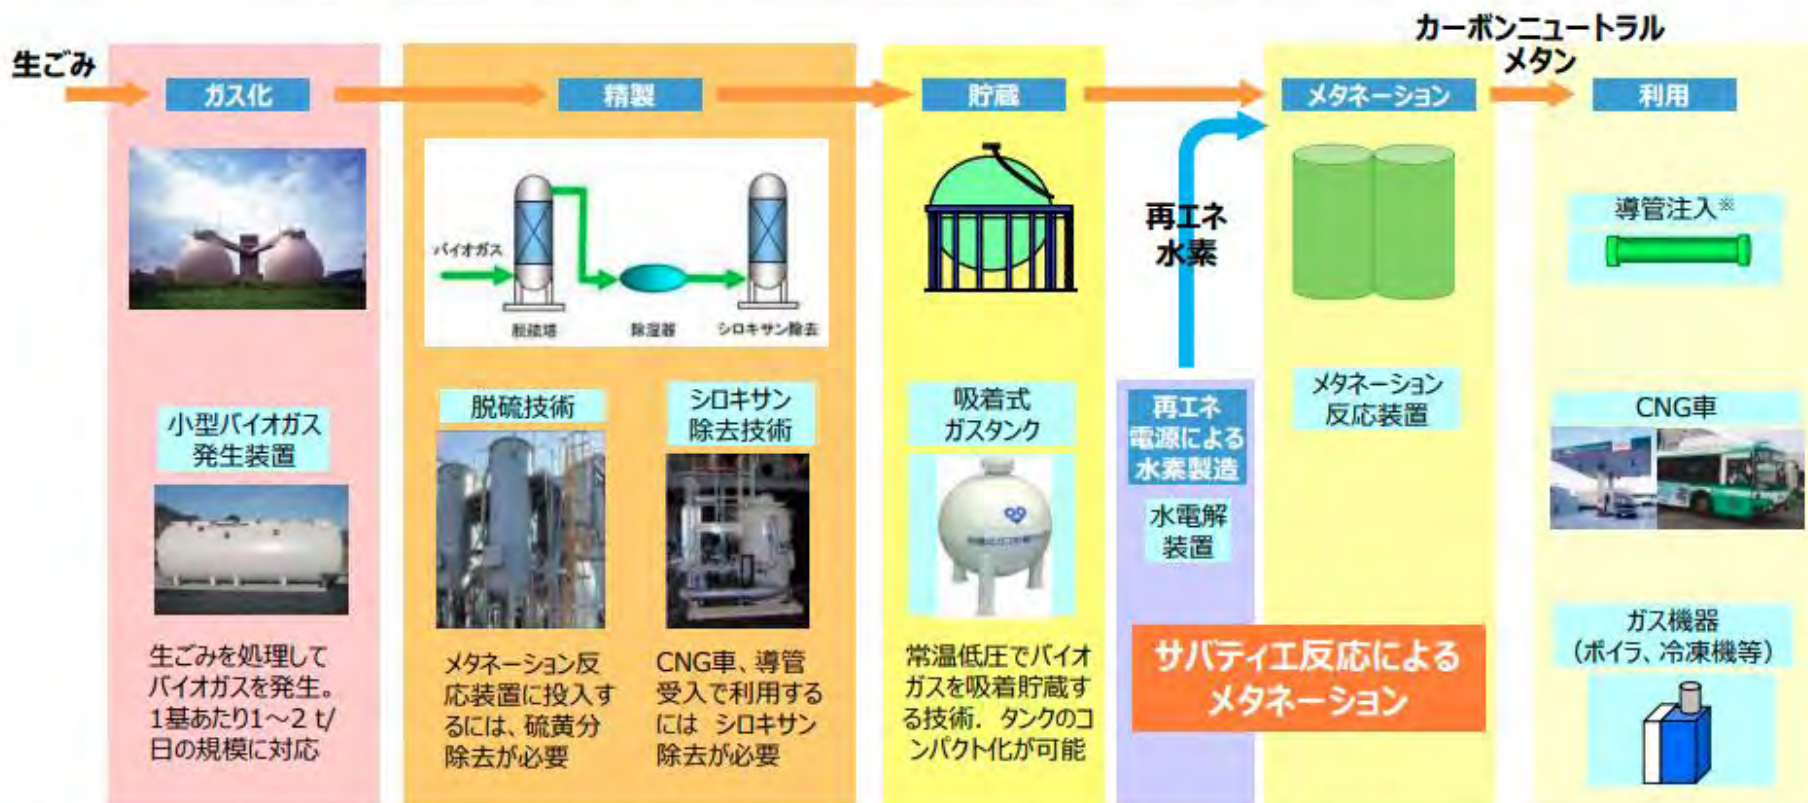 生ごみ
ガス化
精製
貯蔵
メタネーション
カーボンニュートラル
メタン
利用
バイオガス
脱硫塔
除湿器
シロキサン除去
再エネ
水素
導管注入※
小型バイオガス
発生装置
脱硫技術
シロキサン
除去技術
吸着式
ガスタンク
再エネ
電源による
水素製造
水電解
装置
メタネーション
反応装置
CNG車
生ごみを処理して
バイオガスを発生。
1基あたり1～2 t/
日の規模に対応
メタネーション反
応装置に投入す
るには、硫黄分
除去が必要
CNG車、導管
受入で利用する
には シロキサン
除去が必要
常温低圧でバイオ
ガスを吸着貯蔵す
る技術. タンクのコ
ンパクト化が可能
サバティエ反応による
メタネーション
ガス機器
（ボイラ、冷凍機等）